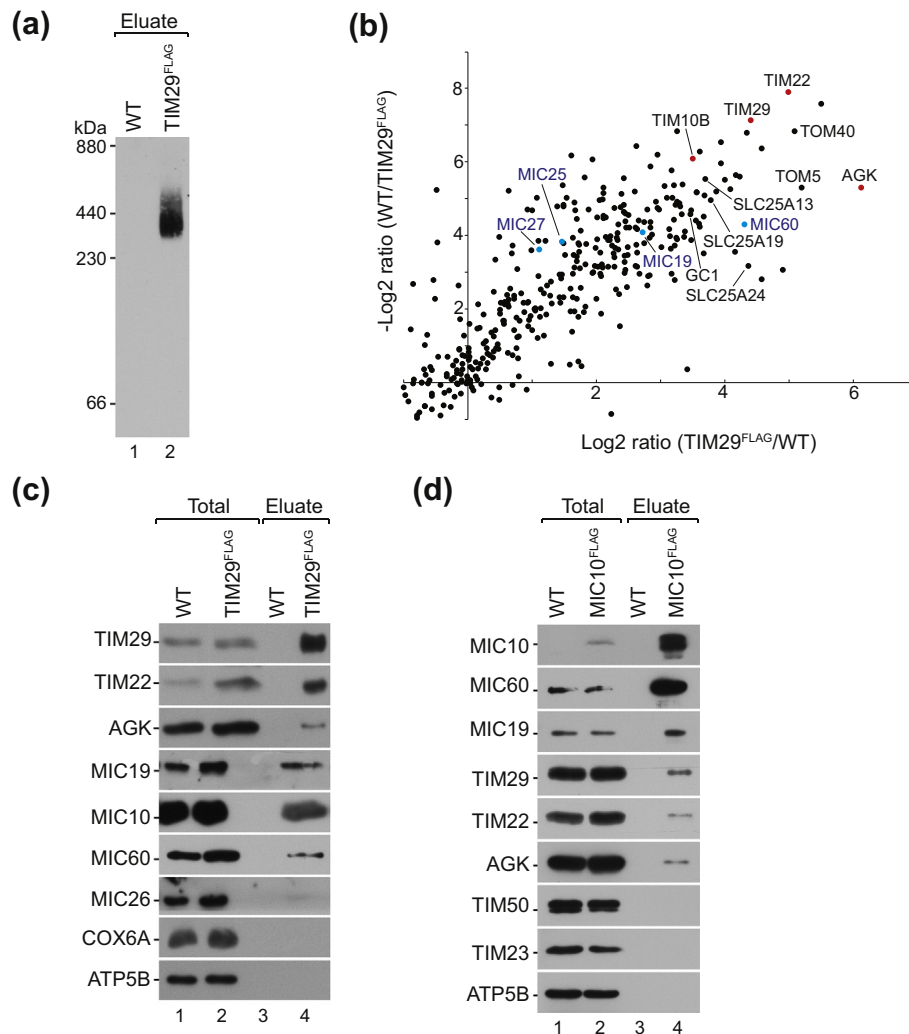 (a)
Eluate
WT
TIM29FLAG
kDa
880
440
230
66
1 2
(b)
-Log2 ratio (WT/TIM29FLAG)
8
6
4
2
2 4 6
Log2 ratio (TIM29FLAG/WT)
TIM22
TIM29
TIM10B
TOM40
MIC25
TOM5
AGK
SLC25A13
MIC27
MIC60
SLC25A19
MIC19
GC1
SLC25A24
(c)
Total Eluate
WT
TIM29FLAG
WT
TIM29FLAG
TIM29
TIM22
AGK
MIC19
MIC10
MIC60
MIC26
COX6A
ATP5B
1 2 3 4
(d)
Total Eluate
WT
MIC10FLAG
WT
MIC10FLAG
MIC10
MIC60
MIC19
TIM29
TIM22
AGK
TIM50
TIM23
ATP5B
1 2 3 4